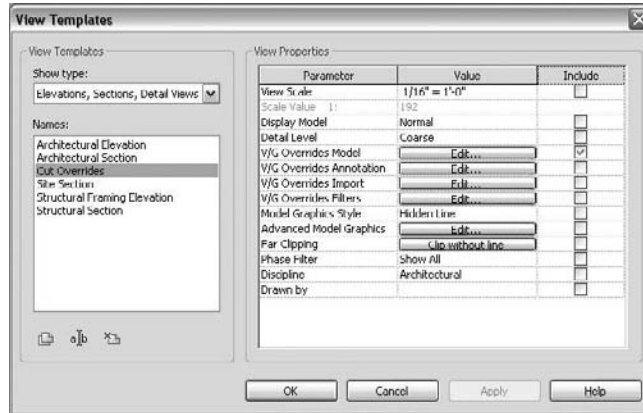 View Templates
View Templates
Show type:
Elevations, Sections, Detail Views
Names:
Architectural Elevation
Architectural Section
Cut Overrides
Site Section
Structural Framing Elevation
Structural Section
View Properties
Parameter Value Include
View Scale 1/16" = 1'-0"
Scale Value 1: 192
Display Model Normal
Detail Level Coarse
V/G Overrides Model Edit...
V/G Overrides Annotation Edit...
V/G Overrides Import Edit...
V/G Overrides Filters Edit...
Model Graphics Style Hidden Line
Advanced Model Graphics Edit...
Far Clipping Clip without line
Phase Filter Show All
Discipline Architectural
Drawn by
OK Cancel Apply Help